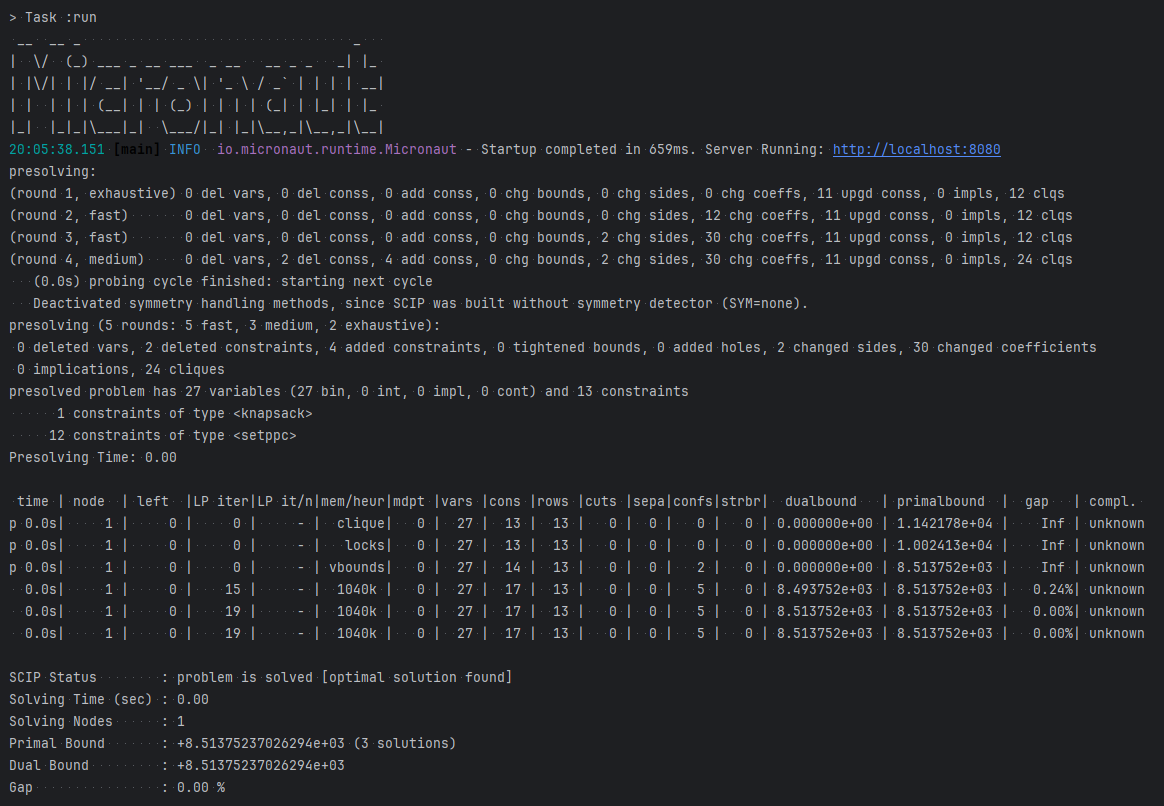 > Task :run
 __  __ _                                  _   
|  \/  (_) ___ _ __ ___  _ __   __ _ _   _| |_ 
| |\/| | |/ __| '__/ _ \| '_ \ / _` | | | | __|
| |  | | | (__| | | (_) | | | | (_| | |_| | |_ 
|_|  |_|_|\___|_|  \___/|_| |_|\__,_|\__,_|\__|
20:05:38.151 [main] INFO  io.micronaut.runtime.Micronaut - Startup completed in 659ms. Server Running: http://localhost:8080
presolving:
(round 1, exhaustive) 0 del vars, 0 del conss, 0 add conss, 0 chg bounds, 0 chg sides, 0 chg coeffs, 11 upgd conss, 0 impls, 12 clqs
(round 2, fast)       0 del vars, 0 del conss, 0 add conss, 0 chg bounds, 0 chg sides, 12 chg coeffs, 11 upgd conss, 0 impls, 12 clqs
(round 3, fast)       0 del vars, 0 del conss, 0 add conss, 0 chg bounds, 2 chg sides, 30 chg coeffs, 11 upgd conss, 0 impls, 12 clqs
(round 4, medium)     0 del vars, 2 del conss, 4 add conss, 0 chg bounds, 2 chg sides, 30 chg coeffs, 11 upgd conss, 0 impls, 24 clqs
   (0.0s) probing cycle finished: starting next cycle
   Deactivated symmetry handling methods, since SCIP was built without symmetry detector (SYM=none).
presolving (5 rounds: 5 fast, 3 medium, 2 exhaustive):
 0 deleted vars, 2 deleted constraints, 4 added constraints, 0 tightened bounds, 0 added holes, 2 changed sides, 30 changed coefficients
 0 implications, 24 cliques
presolved problem has 27 variables (27 bin, 0 int, 0 impl, 0 cont) and 13 constraints
      1 constraints of type <knapsack>
     12 constraints of type <setppc>
Presolving Time: 0.00

 time | node  | left  |LP iter|LP it/n|mem/heur|mdpt |vars |cons |rows |cuts |sepa|confs|strbr|  dualbound   | primalbound  |  gap   | compl. 
p 0.0s|     1 |     0 |     0 |     - |  clique|   0 |  27 |  13 |  13 |   0 |  0 |   0 |   0 | 0.000000e+00 | 1.142178e+04 |    Inf | unknown
p 0.0s|     1 |     0 |     0 |     - |   locks|   0 |  27 |  13 |  13 |   0 |  0 |   0 |   0 | 0.000000e+00 | 1.002413e+04 |    Inf | unknown
p 0.0s|     1 |     0 |     0 |     - | vbounds|   0 |  27 |  14 |  13 |   0 |  0 |   2 |   0 | 0.000000e+00 | 8.513752e+03 |    Inf | unknown
  0.0s|     1 |     0 |    15 |     - |  1040k |   0 |  27 |  17 |  13 |   0 |  0 |   5 |   0 | 8.493752e+03 | 8.513752e+03 |   0.24%| unknown
  0.0s|     1 |     0 |    19 |     - |  1040k |   0 |  27 |  17 |  13 |   0 |  0 |   5 |   0 | 8.513752e+03 | 8.513752e+03 |   0.00%| unknown
  0.0s|     1 |     0 |    19 |     - |  1040k |   0 |  27 |  17 |  13 |   0 |  0 |   5 |   0 | 8.513752e+03 | 8.513752e+03 |   0.00%| unknown

SCIP Status        : problem is solved [optimal solution found]
Solving Time (sec) : 0.00
Solving Nodes      : 1
Primal Bound       : +8.51375237026294e+03 (3 solutions)
Dual Bound         : +8.51375237026294e+03
Gap                : 0.00 %